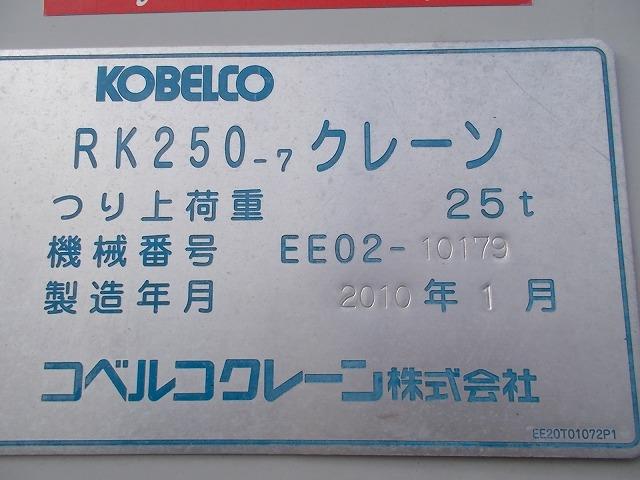 KOBELCO
RK250-7 クレーン
つり上荷重 25t
機械番号 EE02-10179
製造年月 2010年1月
コベルコクレーン株式会社
EE20T01072P1